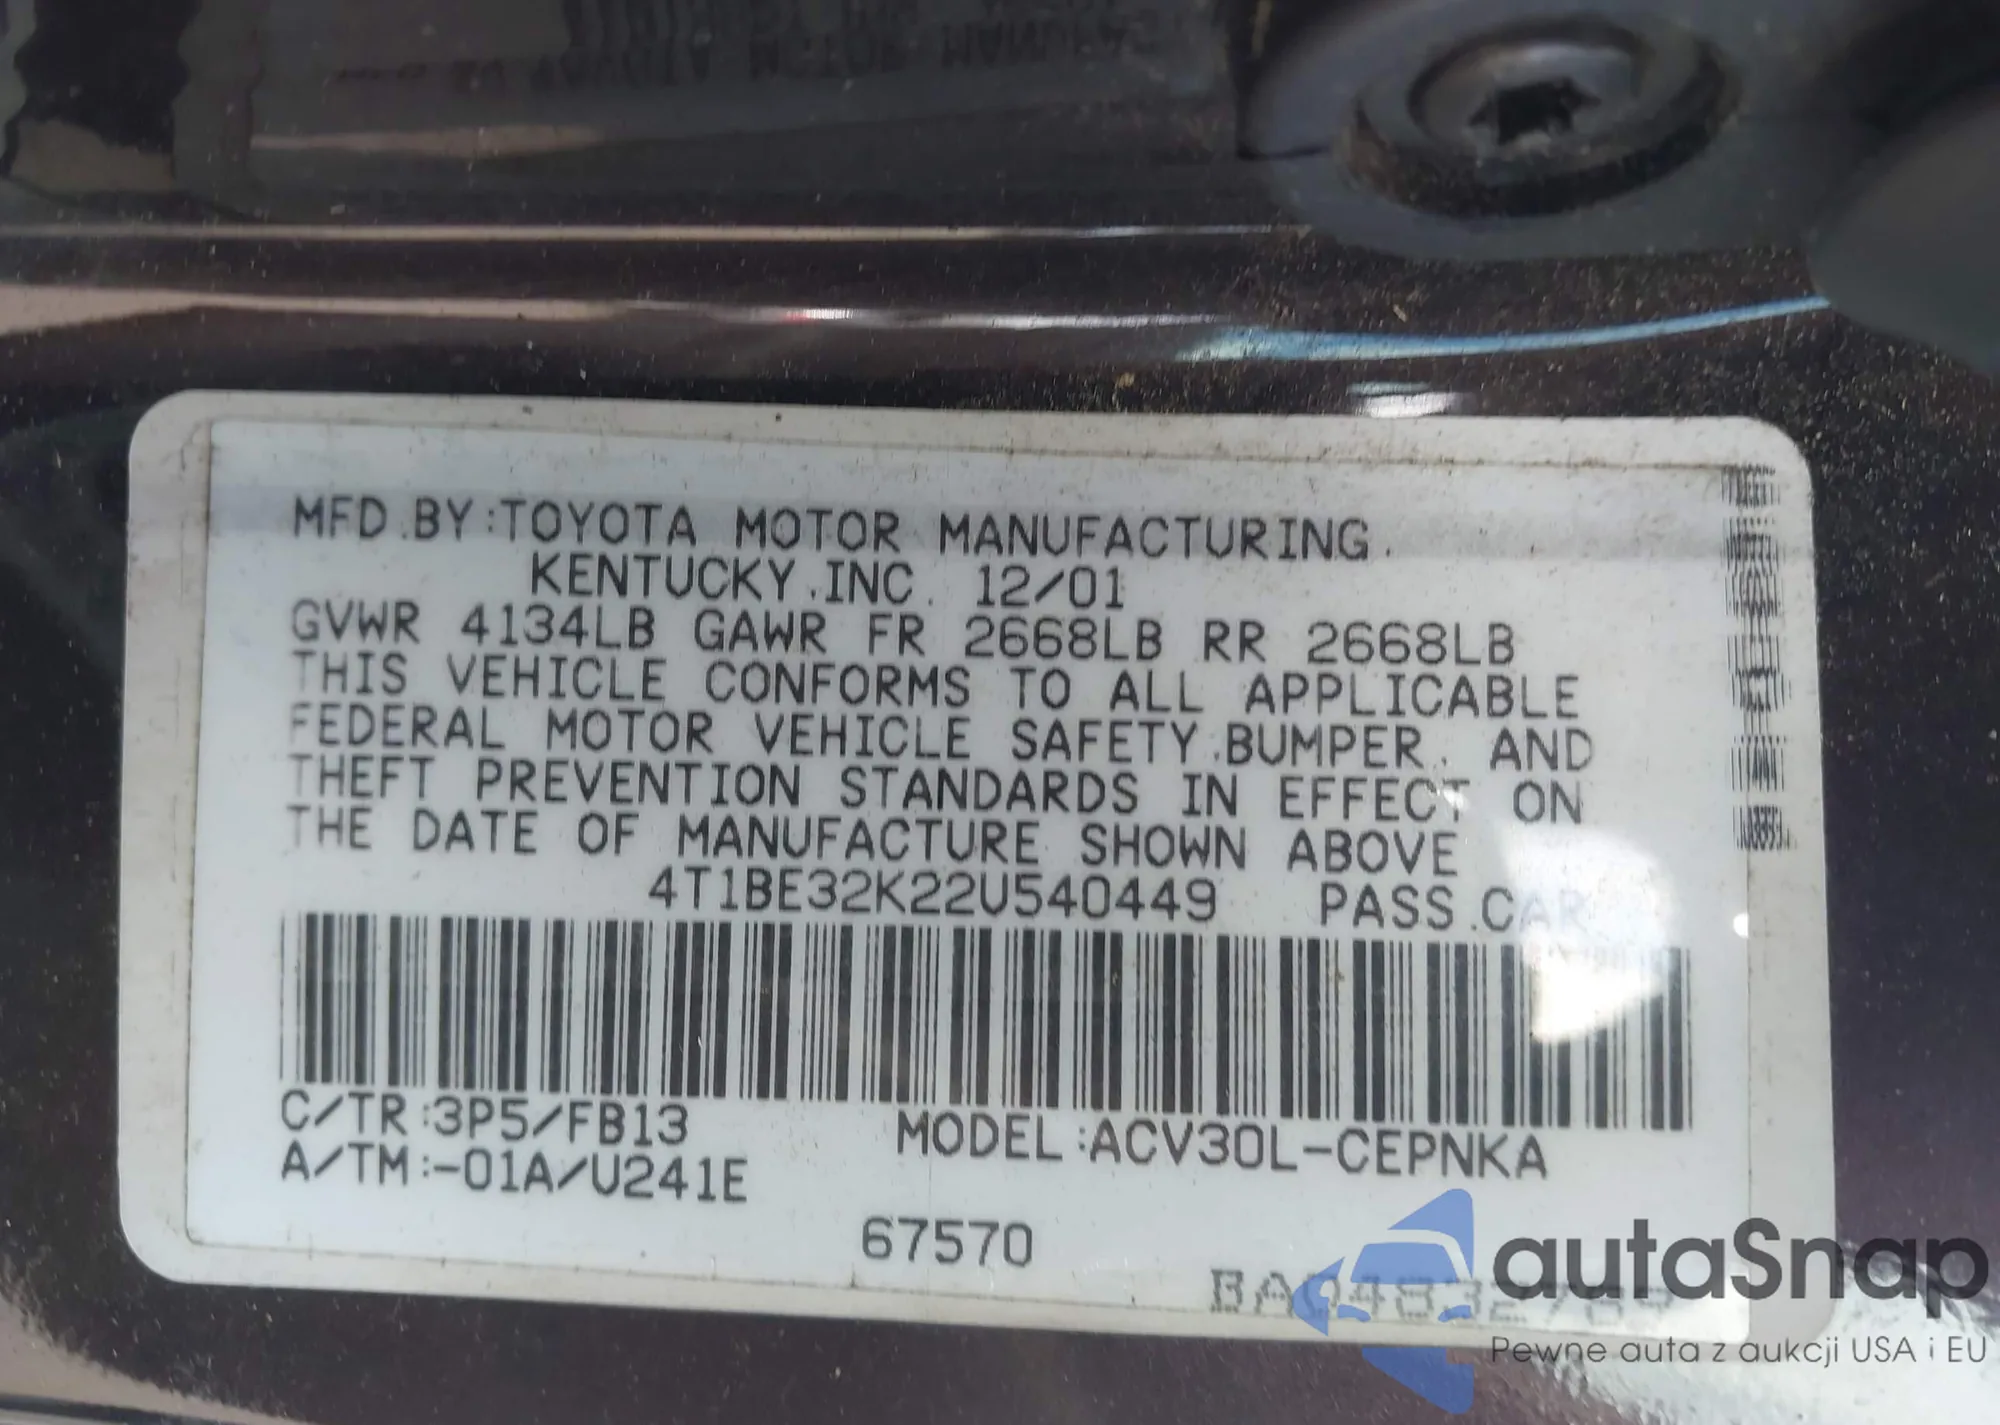 MFD.BY:TOYOTA MOTOR MANUFACTURING.
KENTUCKY.INC. 12/01
GVWR 4134LB GAWR FR 2668LB RR 2668LB
THIS VEHICLE CONFORMS TO ALL APPLICABLE
FEDERAL MOTOR VEHICLE SAFETY.BUMPER. AND
THEFT PREVENTION STANDARDS IN EFFECT ON
THE DATE OF MANUFACTURE SHOWN ABOVE
4T1BE32K22U540449 PASS.CAR
C/TR:3P5/FB13 MODEL:ACV30L-CEPNKA
A/TM:-01A/U241E
67570
autaSnap
Pewne auta z aukcji USA i EU